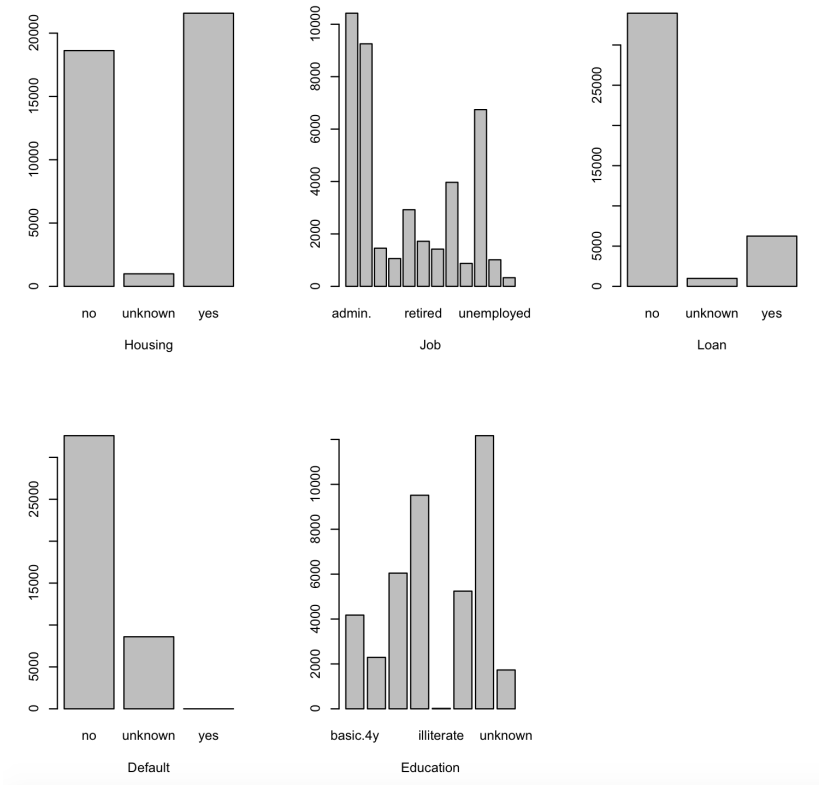 0 5000 10000 15000 20000
no unknown yes
Housing
0 2000 4000 6000 8000 10000
admin. retired unemployed
Job
0 5000 15000 25000
no unknown yes
Loan
0 5000 15000 25000
no unknown yes
Default
0 2000 4000 6000 8000 10000
basic.4y illiterate unknown
Education